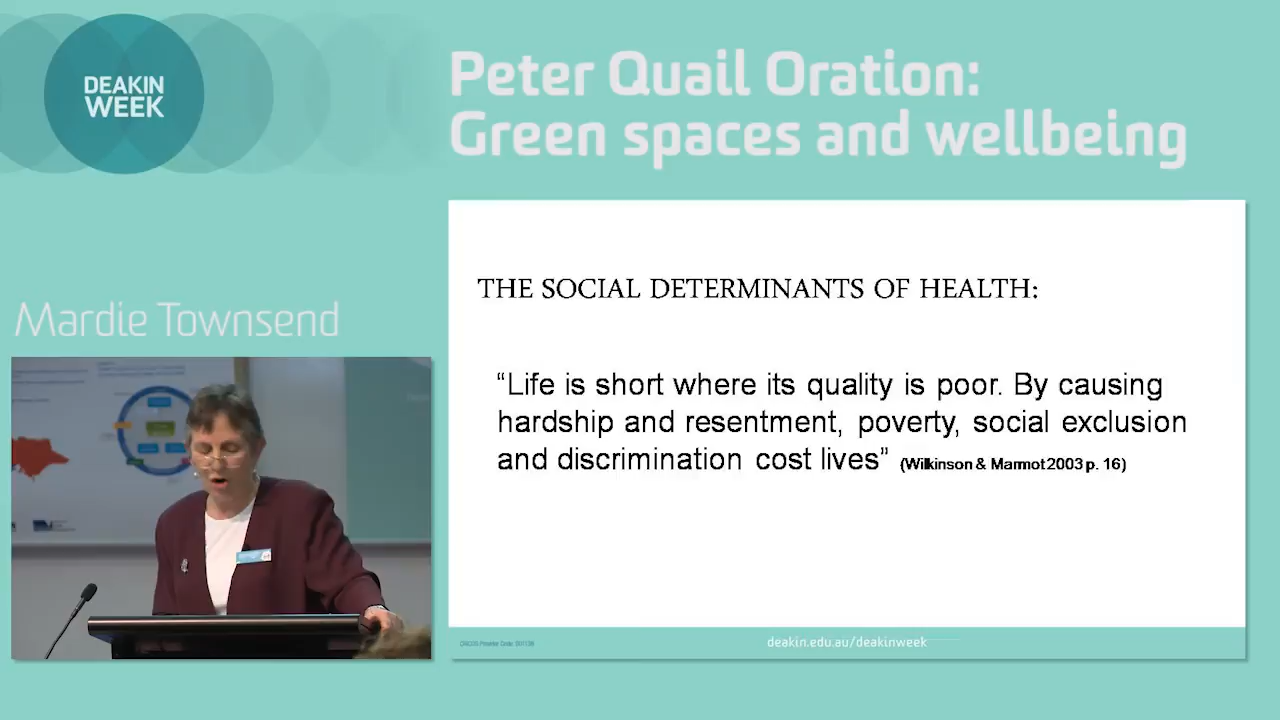 DEAKIN
WEEK
Peter Quail Oration:
Green spaces and wellbeing
Mardie Townsend
THE SOCIAL DETERMINANTS OF HEALTH:
“Life is short where its quality is poor. By causing
hardship and resentment, poverty, social exclusion
and discrimination cost lives” (Wilkinson & Marmot 2003 p. 16)
deakin.edu.au/deakinweek